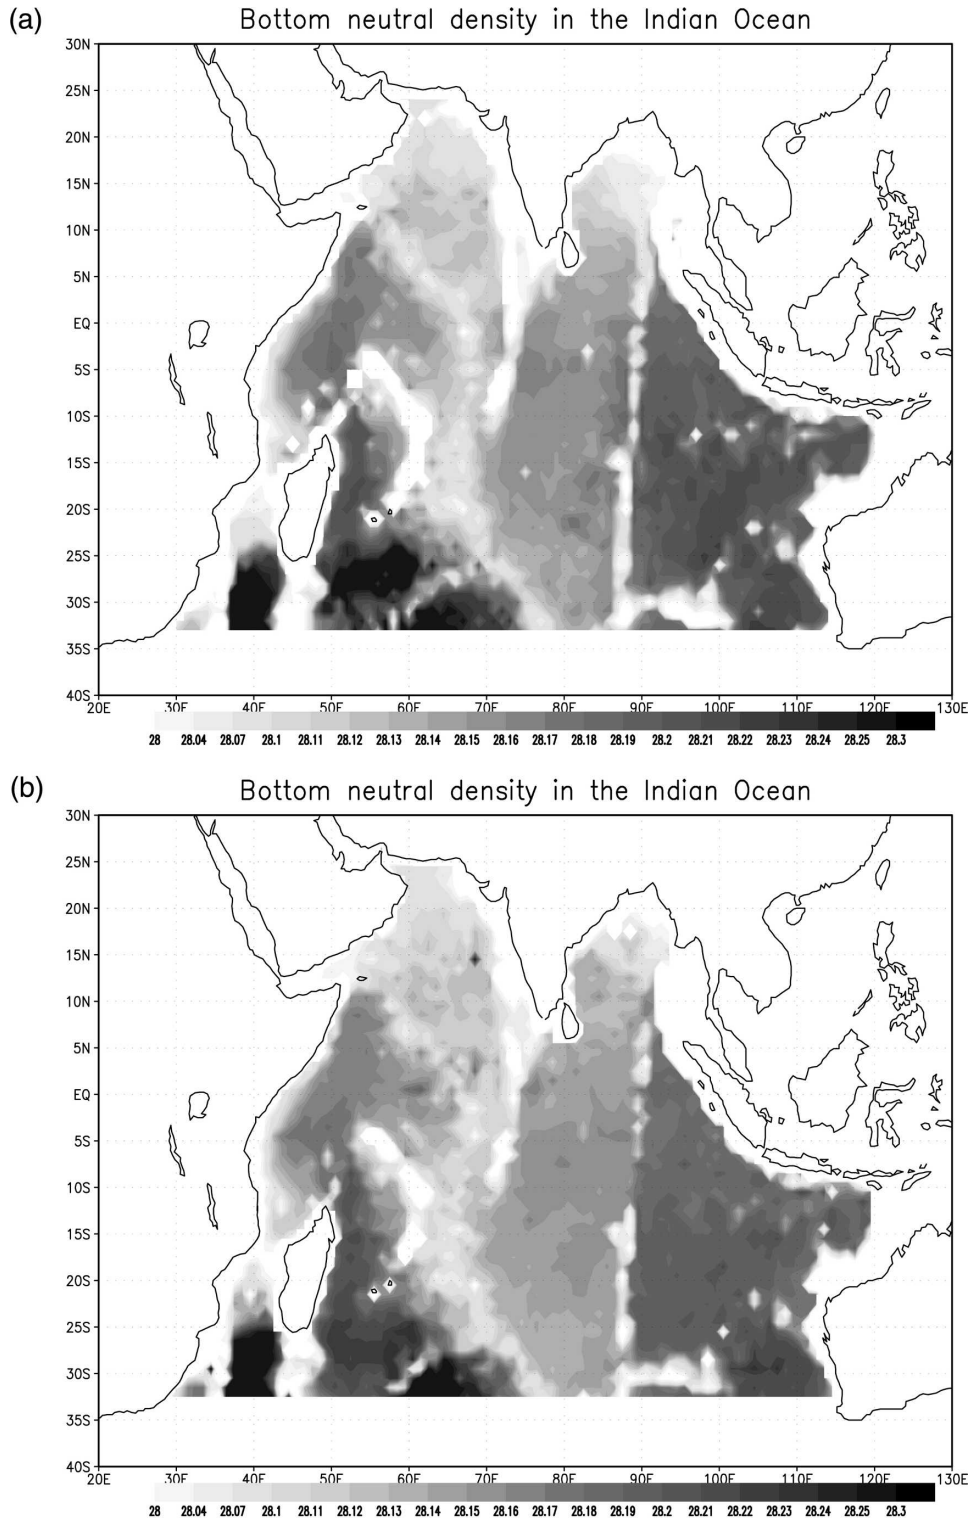 (a)
Bottom neutral density in the Indian Ocean
30N
25N
20N
15N
10N
5N
EQ
5S
10S
15S
20S
25S
30S
35S
40S
20E 30E 40E 50E 60E 70E 80E 90E 100E 110E 120E 130E
28 28.04 28.07 28.1 28.11 28.12 28.13 28.14 28.15 28.16 28.17 28.18 28.19 28.2 28.21 28.22 28.23 28.24 28.25 28.3
(b)
Bottom neutral density in the Indian Ocean
30N
25N
20N
15N
10N
5N
EQ
5S
10S
15S
20S
25S
30S
35S
40S
20E 30E 40E 50E 60E 70E 80E 90E 100E 110E 120E 130E
28 28.04 28.07 28.1 28.11 28.12 28.13 28.14 28.15 28.16 28.17 28.18 28.19 28.2 28.21 28.22 28.23 28.24 28.25 28.3